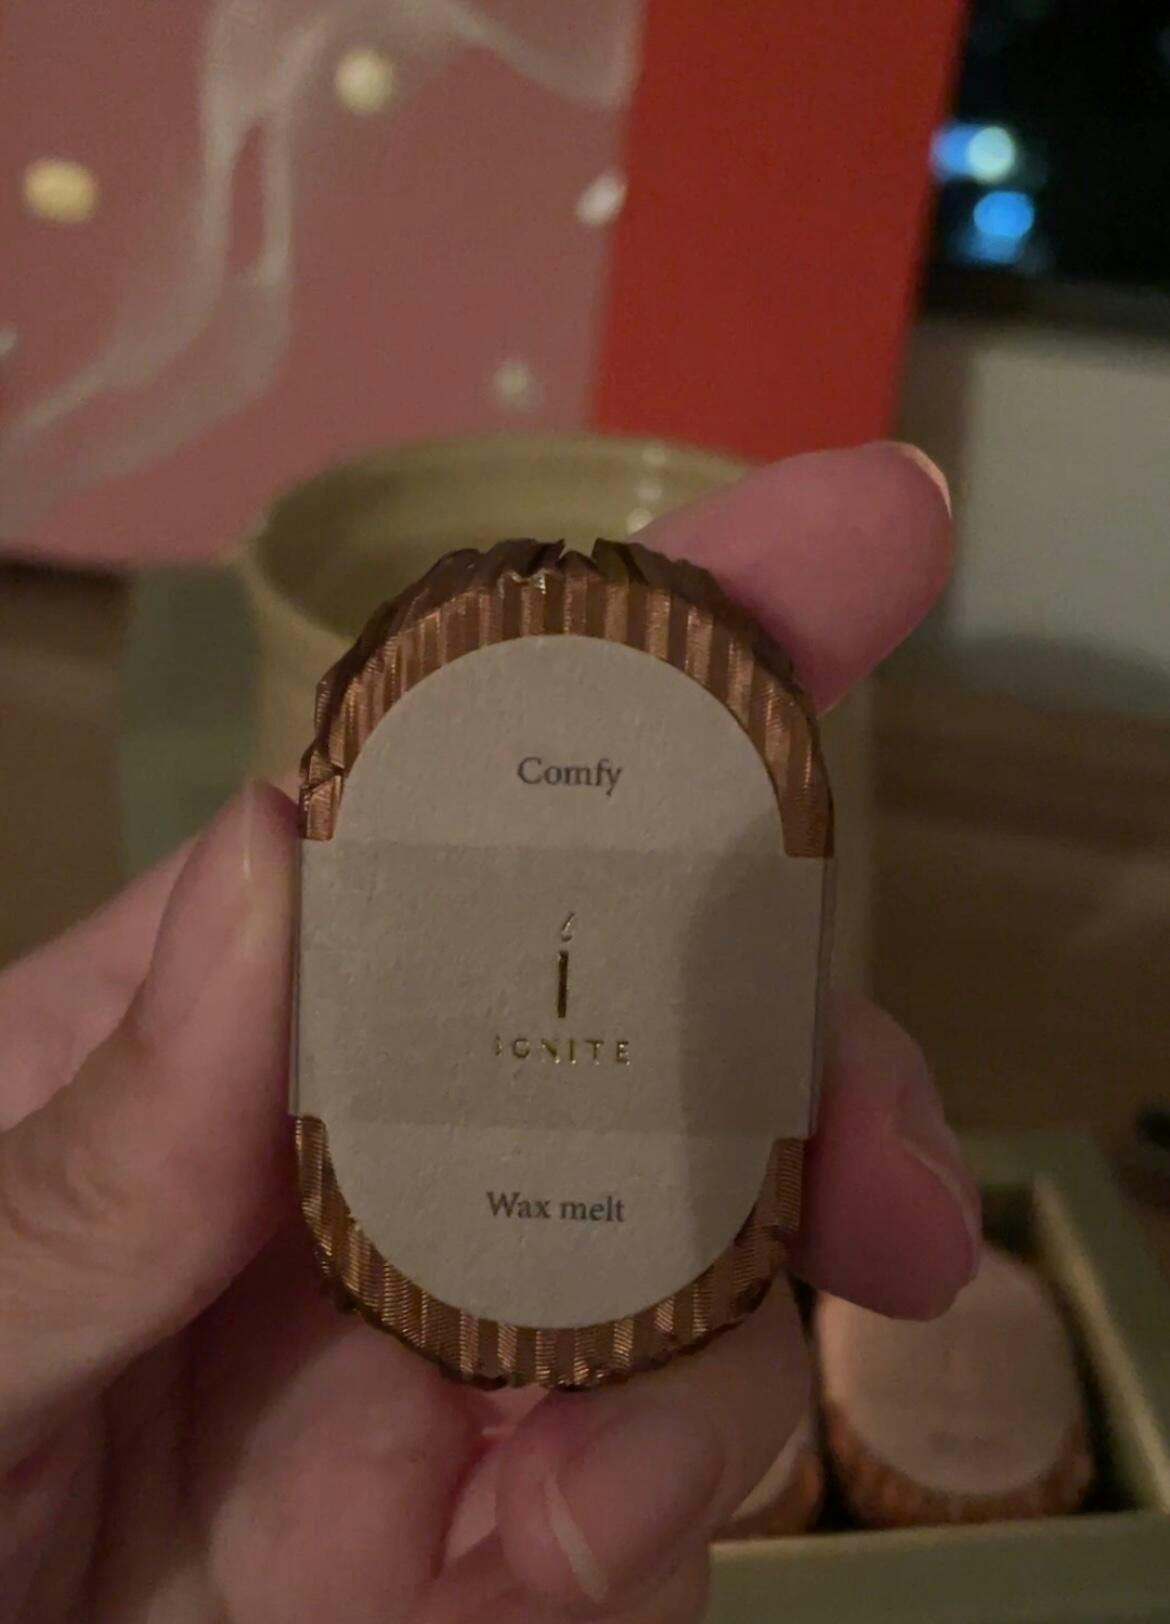 Comfy
i
IGNITE
Wax melt